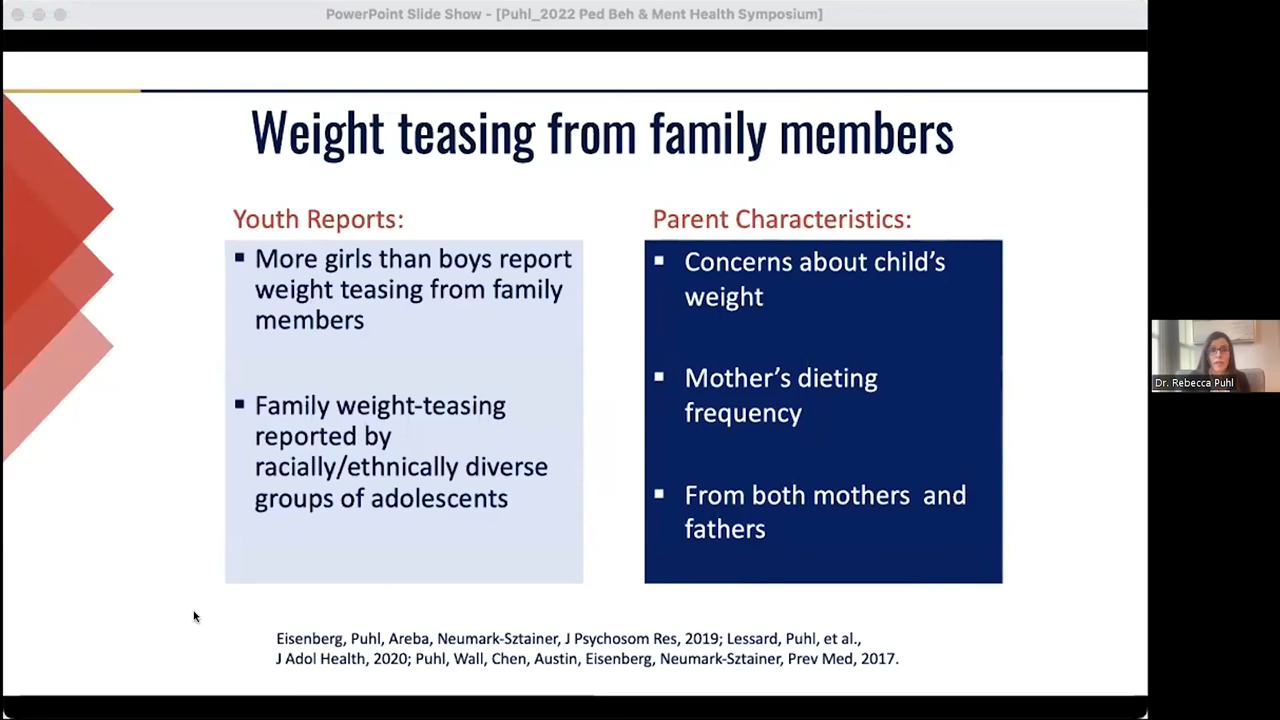 PowerPoint Slide Show - [Puhl_2022 Ped Beh & Ment Health Symposium]
Weight teasing from family members
Youth Reports:
▪ More girls than boys report
weight teasing from family
members
▪ Family weight-teasing
reported by
racially/ethnically diverse
groups of adolescents
Parent Characteristics:
▪ Concerns about child's
weight
▪ Mother's dieting
frequency
▪ From both mothers and
fathers
Eisenberg, Puhl, Areba, Neumark-Sztainer, J Psychosom Res, 2019; Lessard, Puhl, et al.,
J Adol Health, 2020; Puhl, Wall, Chen, Austin, Eisenberg, Neumark-Sztainer, Prev Med, 2017.
Dr. Rebecca Puhl